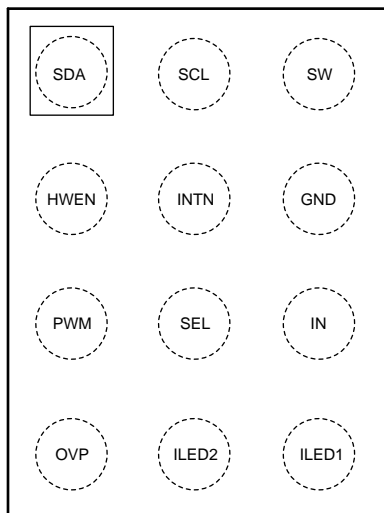 SDA SCL SW
HWEN INTN GND
PWM SEL IN
OVP ILED2 ILED1